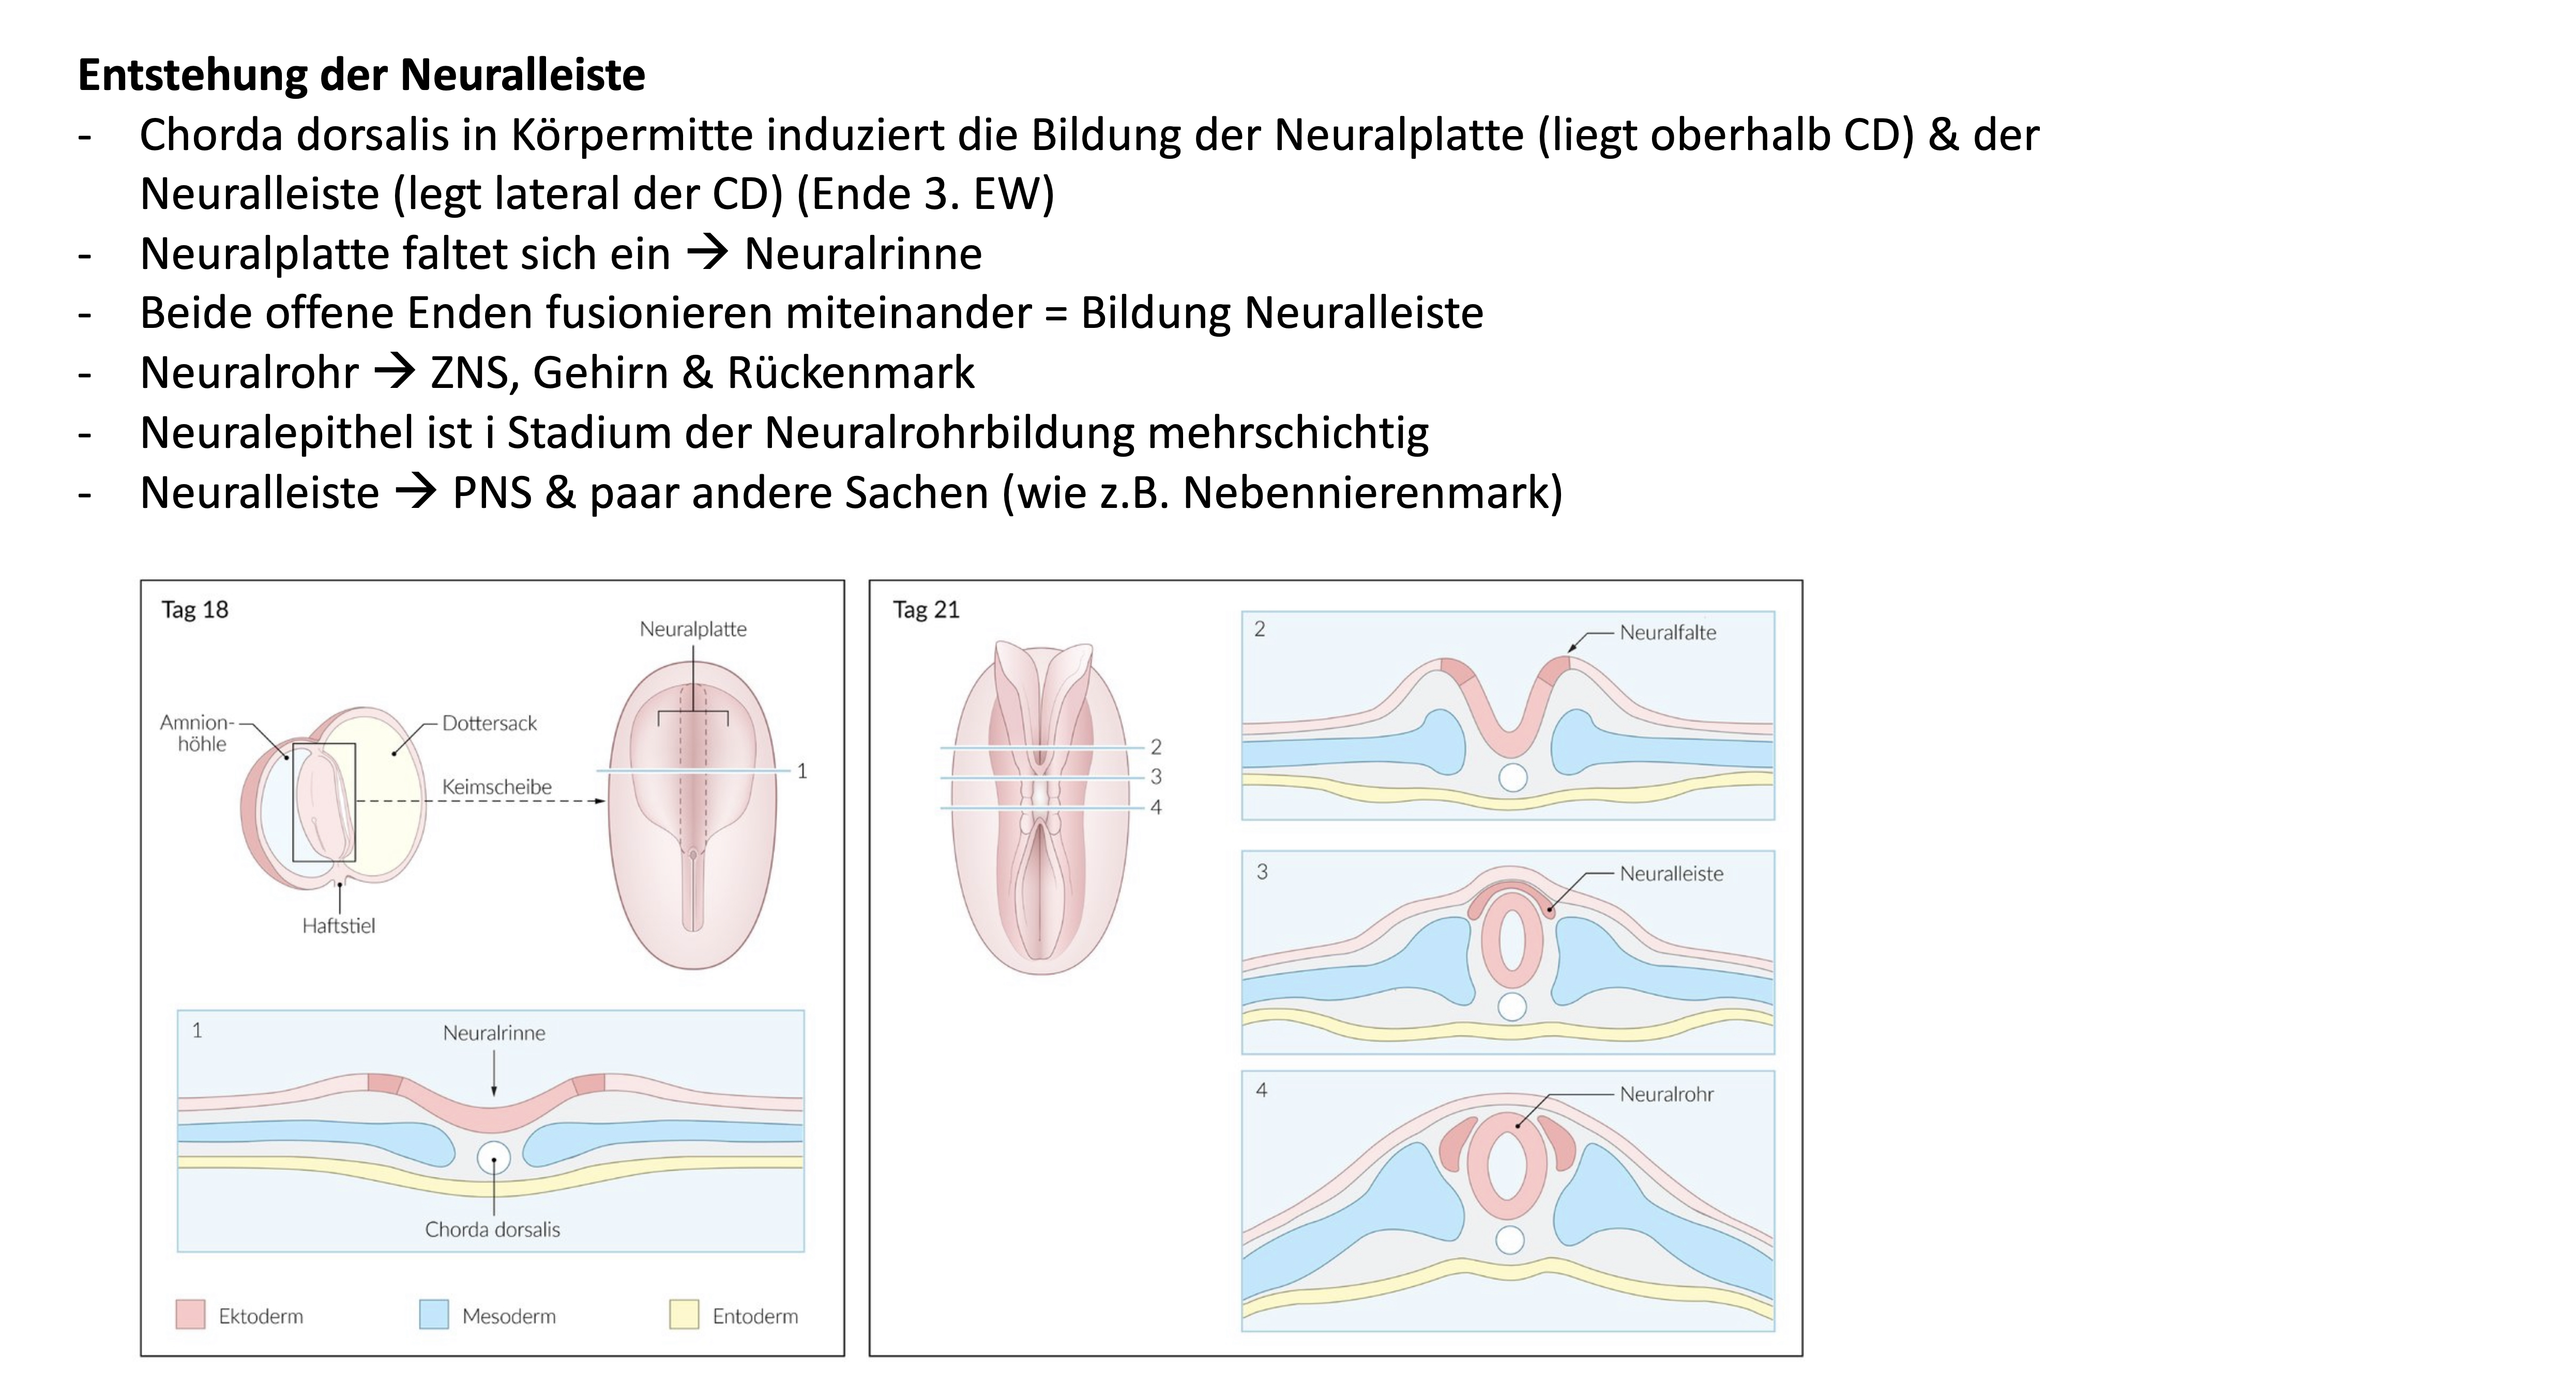 Entstehung der Neuralleiste
- Chorda dorsalis in Körpermitte induziert die Bildung der Neuralplatte (liegt oberhalb CD) & der
Neuralleiste (legt lateral der CD) (Ende 3. EW)
- Neuralplatte faltet sich ein → Neuralrinne
- Beide offene Enden fusionieren miteinander = Bildung Neuralleiste
- Neuralrohr → ZNS, Gehirn & Rückenmark
- Neuralepithel ist i Stadium der Neuralrohrbildung mehrschichtig
- Neuralleiste → PNS & paar andere Sachen (wie z.B. Nebennierenmark)
Tag 18
Neuralplatte
Amnion-
höhle
Dottersack
Keimscheibe
1
Haftstiel
1
Neuralrinne
Chorda dorsalis
Ektoderm
Mesoderm
Entoderm
Tag 21
2
3
4
2
Neuralfalte
3
Neuralleiste
4
Neuralrohr